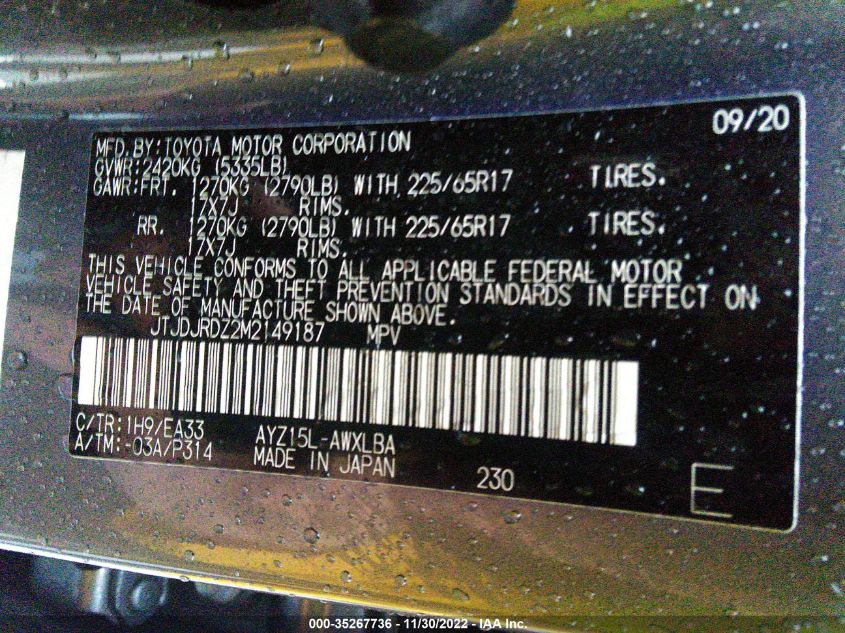 09/20
MFD. BY: TOYOTA MOTOR CORPORATION
GVWR: 2420KG (5335LB)
GAWR: FRT. 1270KG (2790LB) WITH 225/65R17 TIRES.
17X7J RIMS.
RR. 1270KG (2790LB) WITH 225/65R17 TIRES.
17X7J RIMS.
THIS VEHICLE CONFORMS TO ALL APPLICABLE FEDERAL MOTOR
VEHICLE SAFETY AND THEFT PREVENTION STANDARDS IN EFFECT ON
THE DATE OF MANUFACTURE SHOWN ABOVE.
JTJDJRDZ2M2149187 MPV
C/TR: 1H9/EA33 AYZ15L-AWXLBA
A/TM: -03A/P314 MADE IN JAPAN 230
E
000-35267736 - 11/30/2022 - IAA Inc.